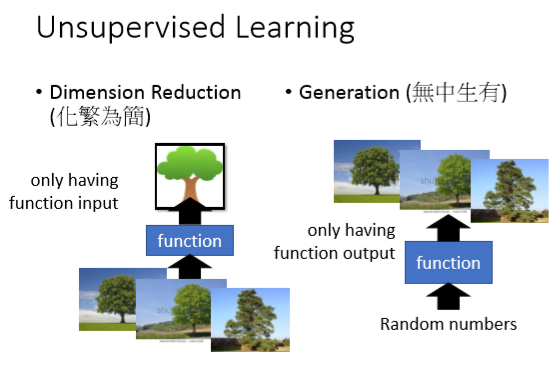 Unsupervised Learning
• Dimension Reduction
(化繁為簡)
only having
function input
function
• Generation (無中生有)
only having
function output
function
Random numbers